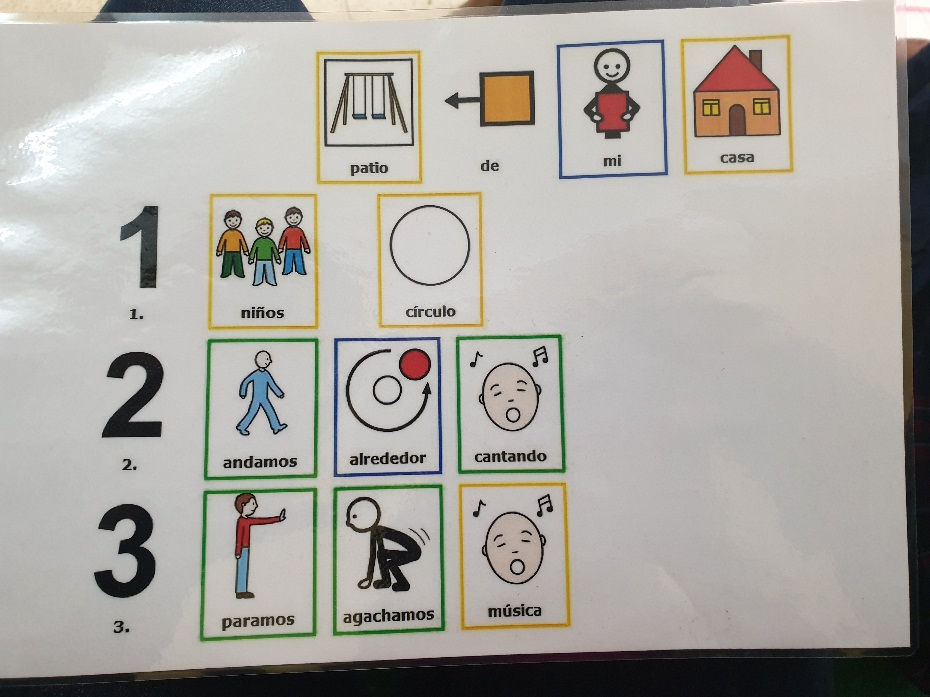 patio de mi casa
1
1. niños círculo
2
2. andamos alrededor cantando
3
3. paramos agachamos música